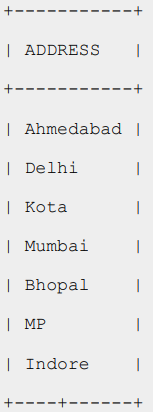 +-----------+
| ADDRESS   |
+-----------+
| Ahmedabad |
| Delhi     |
| Kota      |
| Mumbai    |
| Bhopal    |
| MP        |
| Indore    |
+----+------+